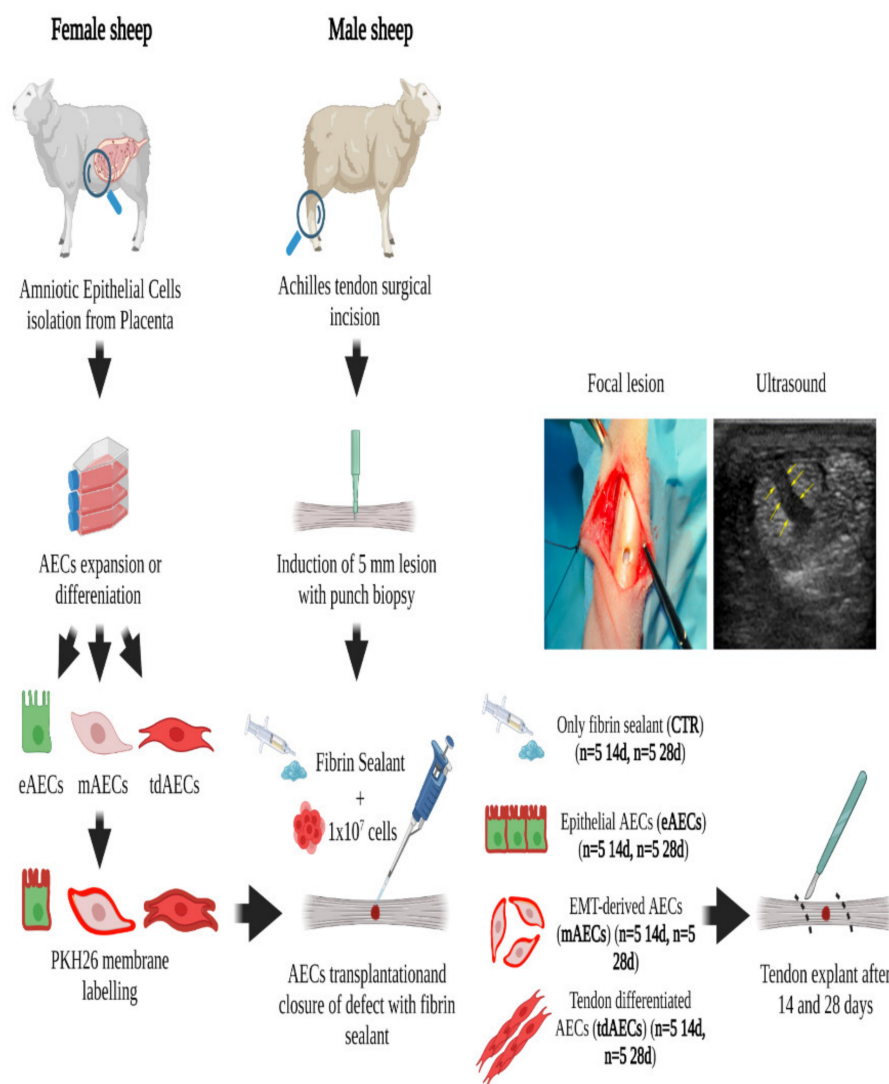 Female sheep
Male sheep
Amniotic Epithelial Cells
isolation from Placenta
Achilles tendon surgical
incision
Focal lesion
Ultrasound
AECs expansion or
differeniation
Induction of 5 mm lesion
with punch biopsy
eAECs
mAECs
tdAECs
Fibrin Sealant
+
1x10⁷ cells
PKH26 membrane
labelling
AECs transplantationand
closure of defect with fibrin
sealant
Only fibrin sealant (CTR)
(n=5 14d, n=5 28d)
Epithelial AECs (eAECs)
(n=5 14d, n=5 28d)
EMT-derived AECs
(mAECs) (n=5 14d, n=5
28d)
Tendon differentiated
AECs (tdAECs) (n=5 14d,
n=5 28d)
Tendon explant after
14 and 28 days